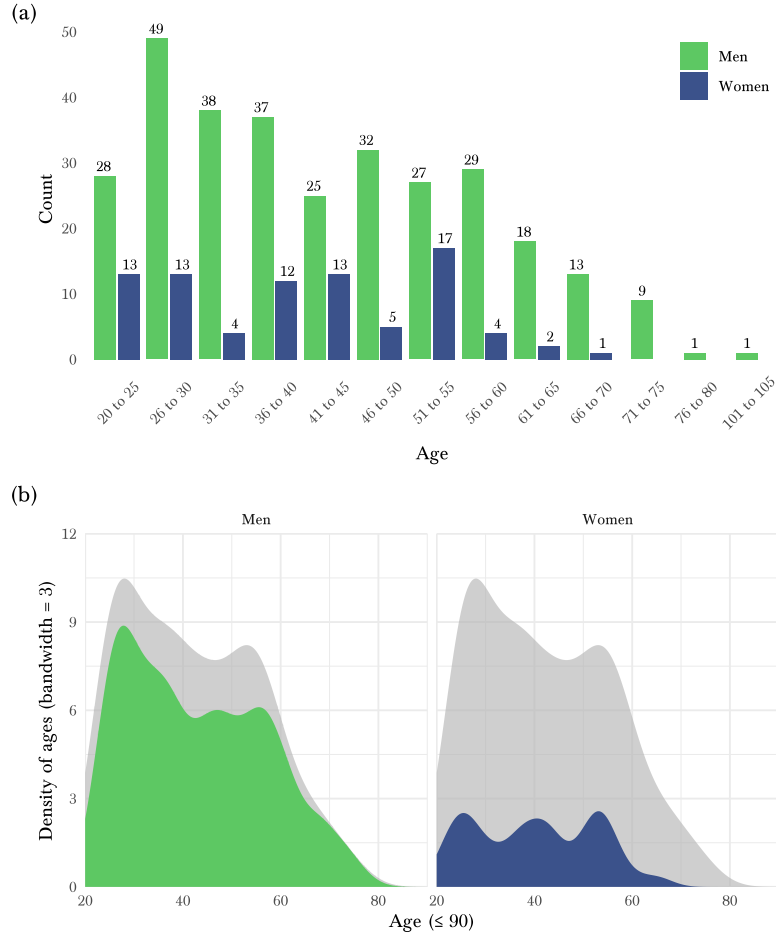 (a)
50
40
30
20
10
0
Count
28
13
49
13
38
4
37
12
25
13
32
5
27
17
29
4
18
2
13
1
9
1
1
Men
Women
20 to 25
26 to 30
31 to 35
36 to 40
41 to 45
46 to 50
51 to 55
56 to 60
61 to 65
66 to 70
71 to 75
76 to 80
101 to 105
Age
(b)
Men
Women
12
9
6
3
0
Density of ages (bandwidth = 3)
20
40
60
80
20
40
60
80
Age (≤ 90)